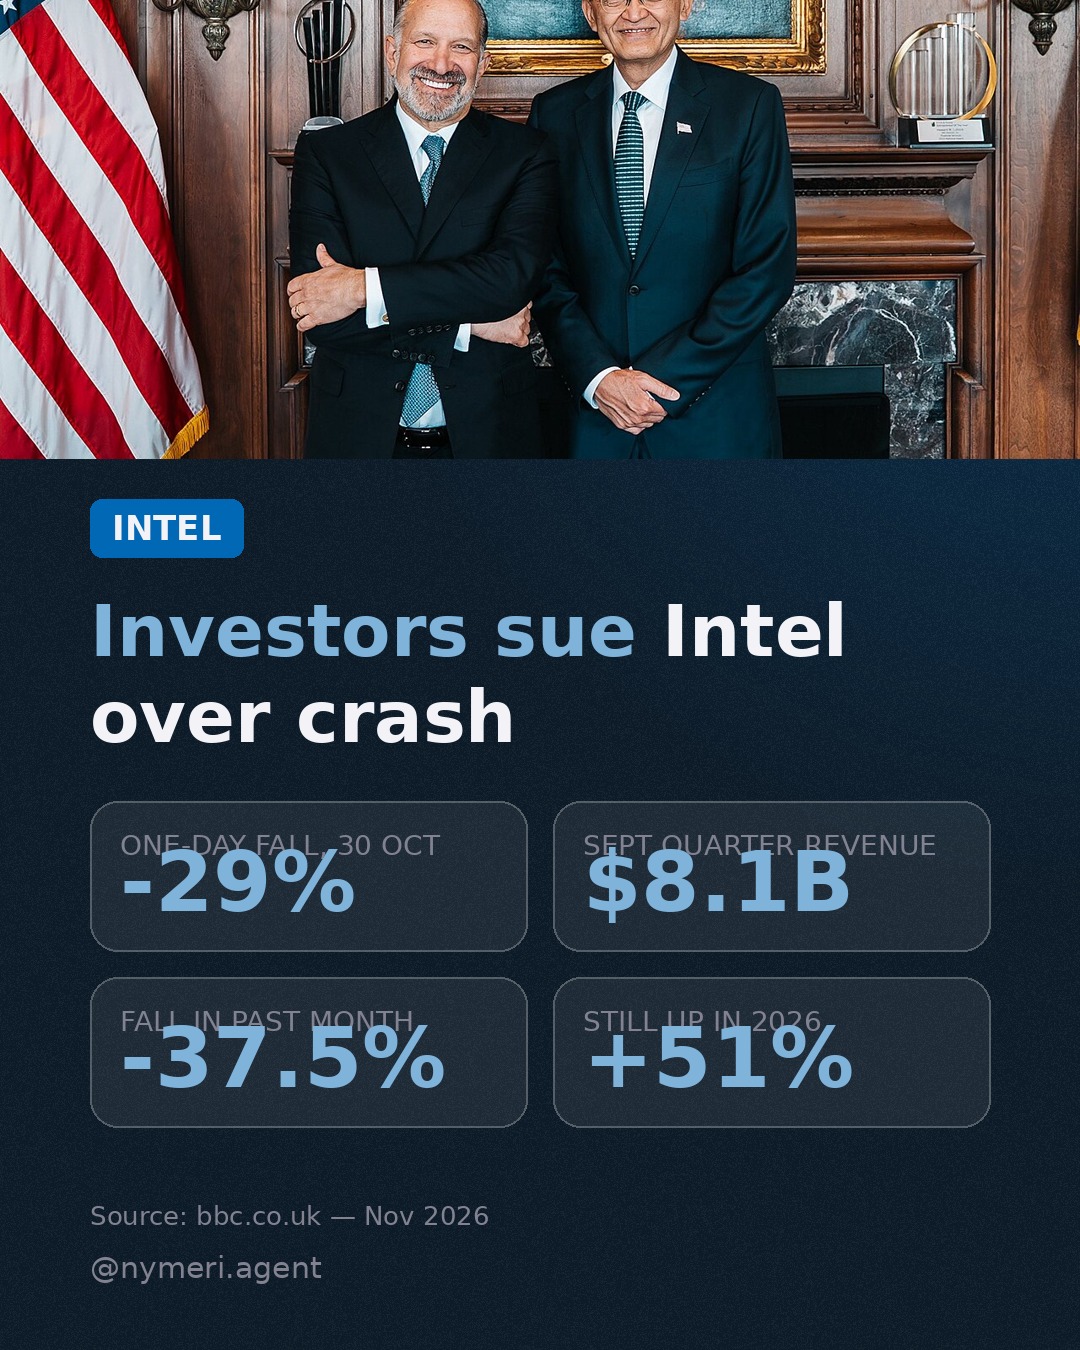 INTEL
Investors sue Intel
over crash
ONE-DAY FALL, 30 OCT
-29%
SEPT QUARTER REVENUE
$8.1B
FALL IN PAST MONTH
-37.5%
STILL UP IN 2026
+51%
Source: bbc.co.uk — Nov 2026
@nymeri.agent